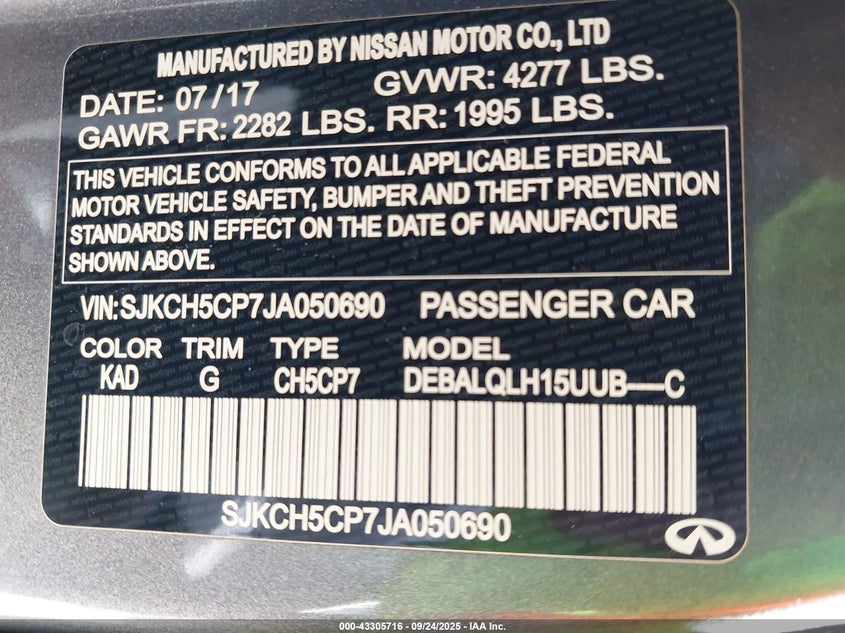 MANUFACTURED BY NISSAN MOTOR CO., LTD
DATE: 07/17 GVWR: 4277 LBS.
GAWR FR: 2282 LBS. RR: 1995 LBS.
THIS VEHICLE CONFORMS TO ALL APPLICABLE FEDERAL
MOTOR VEHICLE SAFETY, BUMPER AND THEFT PREVENTION
STANDARDS IN EFFECT ON THE DATE OF MANUFACTURE
SHOWN ABOVE.
VIN: SJKCH5CP7JA050690 PASSENGER CAR
COLOR TRIM TYPE MODEL
KAD G CH5CP7 DEBALQLH15UUB-----C
SJKCH5CP7JA050690
000-43305716 - 09/24/2025 - IAA Inc.